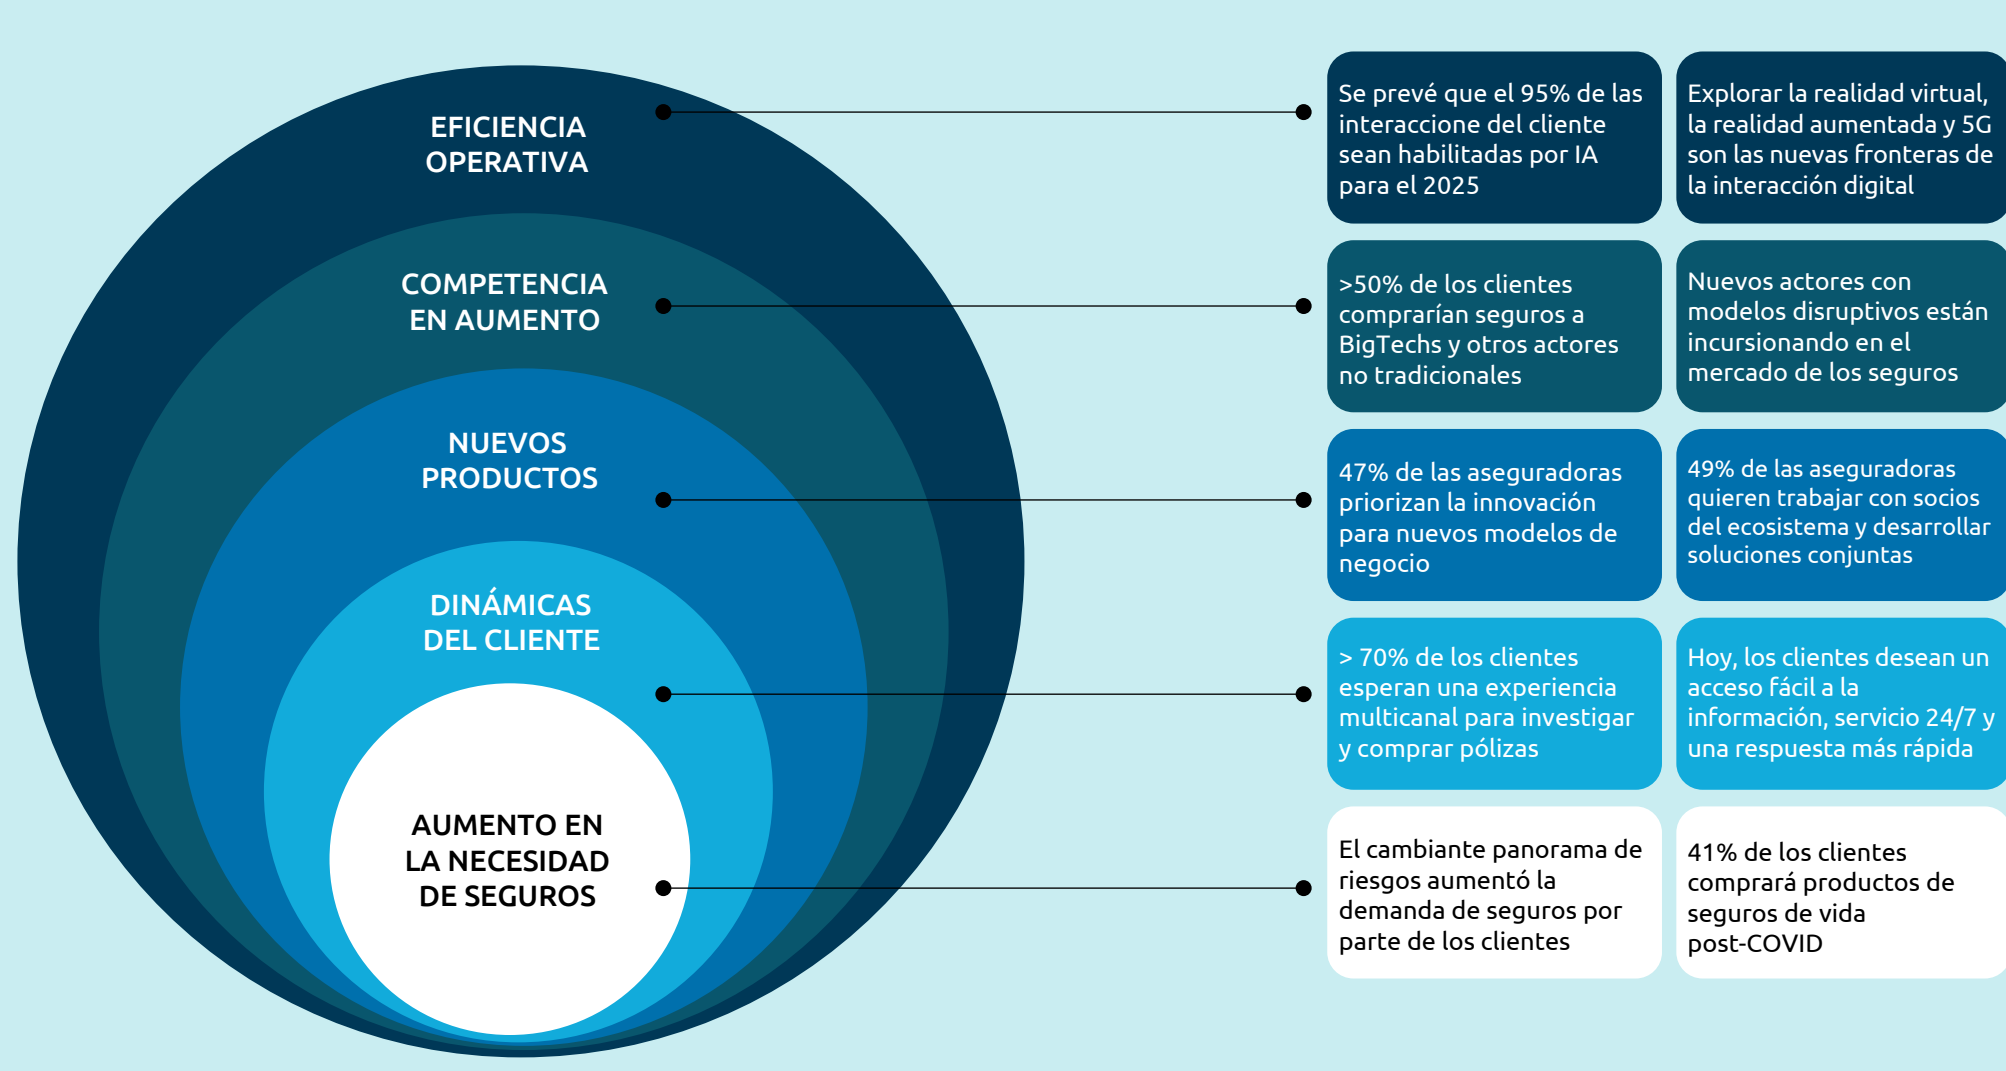 EFICIENCIA
OPERATIVA
Se prevé que el 95% de las
interaccione del cliente
sean habilitadas por IA
para el 2025
Explorar la realidad virtual,
la realidad aumentada y 5G
son las nuevas fronteras de
la interacción digital
COMPETENCIA
EN AUMENTO
>50% de los clientes
comprarían seguros a
BigTechs y otros actores
no tradicionales
Nuevos actores con
modelos disruptivos están
incursionando en el
mercado de los seguros
NUEVOS
PRODUCTOS
47% de las aseguradoras
priorizan la innovación
para nuevos modelos de
negocio
49% de las aseguradoras
quieren trabajar con socios
del ecosistema y desarrollar
soluciones conjuntas
DINÁMICAS
DEL CLIENTE
> 70% de los clientes
esperan una experiencia
multicanal para investigar
y comprar pólizas
Hoy, los clientes desean un
acceso fácil a la
información, servicio 24/7 y
una respuesta más rápida
AUMENTO EN
LA NECESIDAD
DE SEGUROS
El cambiante panorama de
riesgos aumentó la
demanda de seguros por
parte de los clientes
41% de los clientes
comprará productos de
seguros de vida
post-COVID